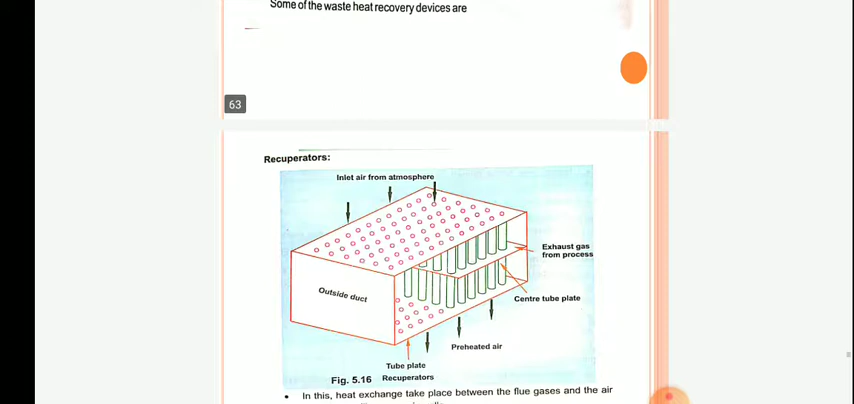 Some of the waste heat recovery devices are
63
Recuperators:
Inlet air from atmosphere
Exhaust gas
from process
Outside duct
Centre tube plate
Preheated air
Tube plate
Fig. 5.16 Recuperators
• In this, heat exchange take place between the flue gases and the air